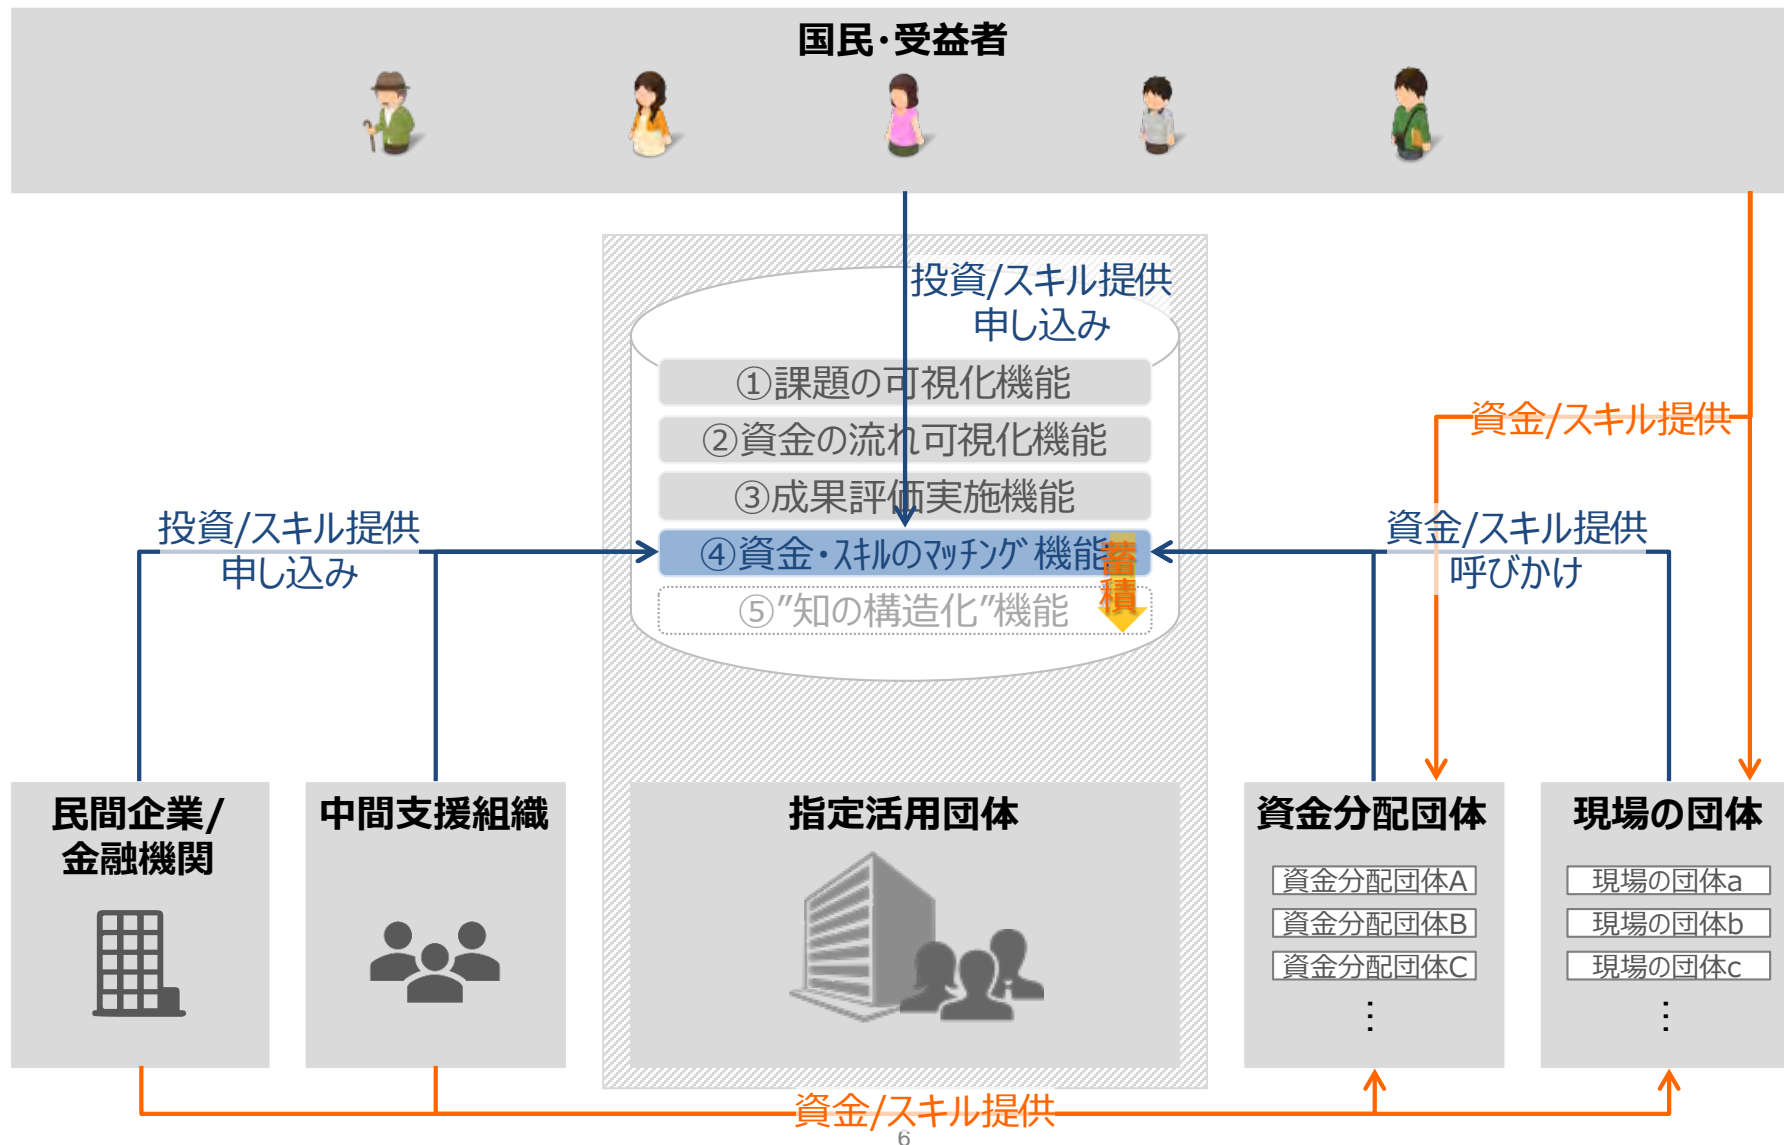 国民・受益者
投資/スキル提供
申し込み
①課題の可視化機能
②資金の流れ可視化機能
③成果評価実施機能
④資金・ｽｷﾙのﾏｯﾁﾝｸﾞ機能
⑤”知の構造化”機能
蓄
積
資金/スキル提供
投資/スキル提供
申し込み
資金/スキル提供
呼びかけ
民間企業/
金融機関
中間支援組織
指定活用団体
資金分配団体
資金分配団体A
資金分配団体B
資金分配団体C
⋮
現場の団体
現場の団体a
現場の団体b
現場の団体c
⋮
資金/スキル提供
6